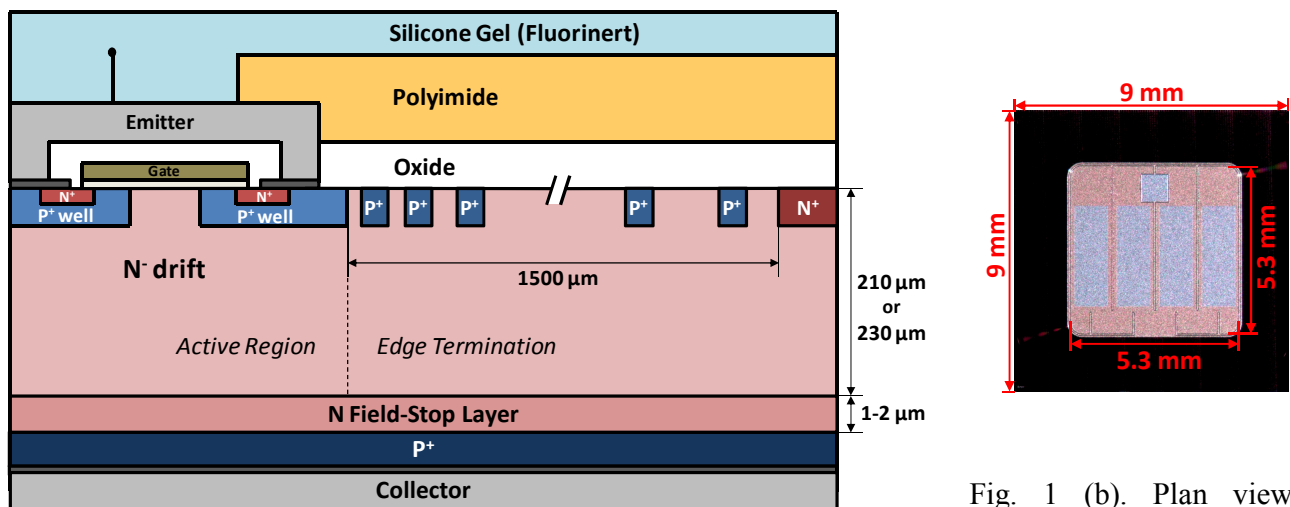 Silicone Gel (Fluorinert)
Polyimide
Emitter
Gate
Oxide
N⁺
N⁺
P⁺ well
P⁺ well
P⁺
P⁺
P⁺
P⁺
P⁺
N⁺
N⁻ drift
1500 µm
210 µm
or
230 µm
Active Region
Edge Termination
N Field-Stop Layer
1-2 µm
P⁺
Collector
9 mm
9 mm
5.3 mm
5.3 mm
Fig. 1 (b). Plan view